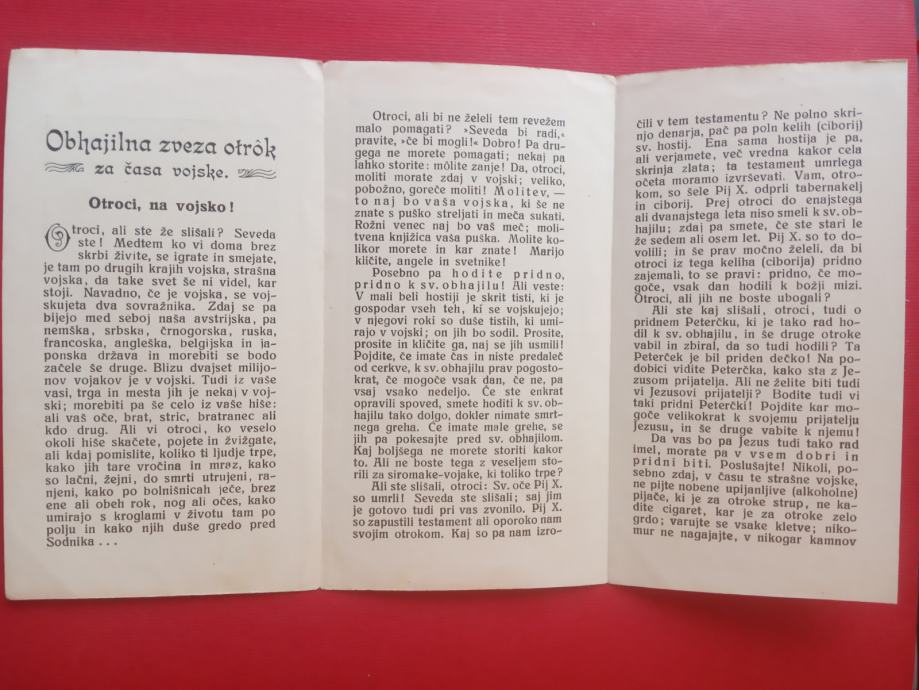 Obhajilna zveza otrôk
za časa vojske.
Otroci, na vojsko!
Otroci, ali ste že slišali? Seveda
ste! Medtem ko vi doma brez
skrbi živite, se igrate in smejate,
je tam po drugih krajih vojska, strašna
vojska, da take svet še ni videl, kar
stoji. Navadno, če je vojska, se voj-
skujeta dva sovražnika. Zdaj se pa
bijejo med seboj naša avstrijska, pa
nemška, srbska, črnogorska, ruska,
francoska, angleška, belgijska in ja-
ponska država in morebiti se bodo
začele še druge. Blizu dvajset milijo-
nov vojakov je v vojski. Tudi iz vaše
vasi, trga in mesta jih je nekaj v voj-
ski; morebiti pa še celo iz vaše hiše:
ali vaš oče, brat, stric, bratranec ali
kdo drug. Ali vi otroci, ko veselo
okoli hiše skačete, pojete in žvižgate,
ali kdaj pomislite, koliko ti ljudje trpe,
kako jih tare vročina in mraz, kako
so lačni, žejni, do smrti utrujeni, ra-
njeni, kako po bolnišnicah ječe, brez
ene ali obeh rok, nog ali očes, kako
umirajo s kroglami v životu tam po
polju in kako njih duše gredo pred
Sodnika . . .
Otroci, ali bi ne želeli tem revežem
malo pomagati? »Seveda bi radi,«
pravite, »če bi mogli!« Dobro! Pa dru-
gega ne morete pomagati; nekaj pa
lahko storite: môlite zanje! Da, otroci,
moliti morate zdaj v vojski; veliko,
pobožno, goreče moliti! Molitev, —
to naj bo vaša vojska, ki še ne
znate s puško streljati in meča sukati.
Rožni venec naj bo vaš meč; moli-
tvena knjižica vaša puška. Molite ko-
likor morete in kar znate! Marijo
kličite, angele in svetnike!
Posebno pa hodite pridno,
pridno k sv. obhajilu! Ali veste:
V mali beli hostiji je skrit tisti, ki je
gospodar vseh teh, ki se vojskujejo;
v njegovi roki so duše tistih, ki umi-
rajo v vojski; on jih bo sodil. Prosite,
prosite in kličite ga, naj se jih usmili!
Pojdite, če imate čas in niste predaleč
od cerkve, k sv. obhajilu prav pogosto-
krat, če mogoče vsak dan, če ne, pa
vsaj vsako nedeljo. Če ste enkrat
opravili spoved, smete hoditi k sv. ob-
hajilu tako dolgo, dokler nimate smrt-
nega greha. Če imate male grehe, se
jih pa pokesajte pred sv. obhajilom.
Kaj boljšega ne morete storiti kakor
to. Ali ne boste tega z veseljem sto-
rili za siromake-vojake, ki toliko trpe?
Ali ste slišali, otroci: Sv. oče Pij X.
so umrli! Seveda ste slišali; saj jim
je gotovo tudi pri vas zvonilo. Pij X.
so zapustili testament ali oporoko nam
svojim otrokom. Kaj so pa nam izro-
čili v tem testamentu? Ne polno skri-
njo denarja, pač pa poln kelih (ciborij)
sv. hostij. Ena sama hostija je pa,
ali verjamete, več vredna kakor cela
skrinja zlata; ta testament umrlega
očeta moramo izvrševati. Vam, otro-
kom, so šele Pij X. odprli tabernakelj
in ciborij. Prej otroci do enajstega
ali dvanajstega leta niso smeli k sv. ob-
hajilu; zdaj pa smete, če ste stari le
že sedem ali osem let. Pij X. so to do-
volili; in še prav močno želeli, da bi
otroci iz tega keliha (ciborija) pridno
zajemali, to se pravi: pridno, če mo-
goče, vsak dan hodili k božji mizi.
Otroci, ali jih ne boste ubogali?
Ali ste kaj slišali, otroci, tudi o
pridnem Peterčku, ki je tako rad ho-
dil k sv. obhajilu, in še druge otroke
vabil in zbiral, da so tudi hodili? Ta
Peterček je bil priden dečko! Na po-
dobici vidite Peterčka, kako sta z Je-
zusom prijatelja. Ali ne želite biti tudi
vi Jezusovi prijatelji? Bodite tudi vi
taki pridni Peterčki! Pojdite kar mo-
goče velikokrat k svojemu prijatelju
Jezusu, in še druge vabite k njemu!
Da vas bo pa Jezus tudi tako rad
imel, morate pa v vsem dobri in
pridni biti. Poslušajte! Nikoli, po-
sebno zdaj, v času te strašne vojske,
ne pijte nobene upijanljive (alkoholne)
pijače, ki je za otroke strup, ne ka-
dite cigaret, kar je za otroke zelo
grdo; varujte se vsake kletve; niko-
mur ne nagajajte, v nikogar kamnov